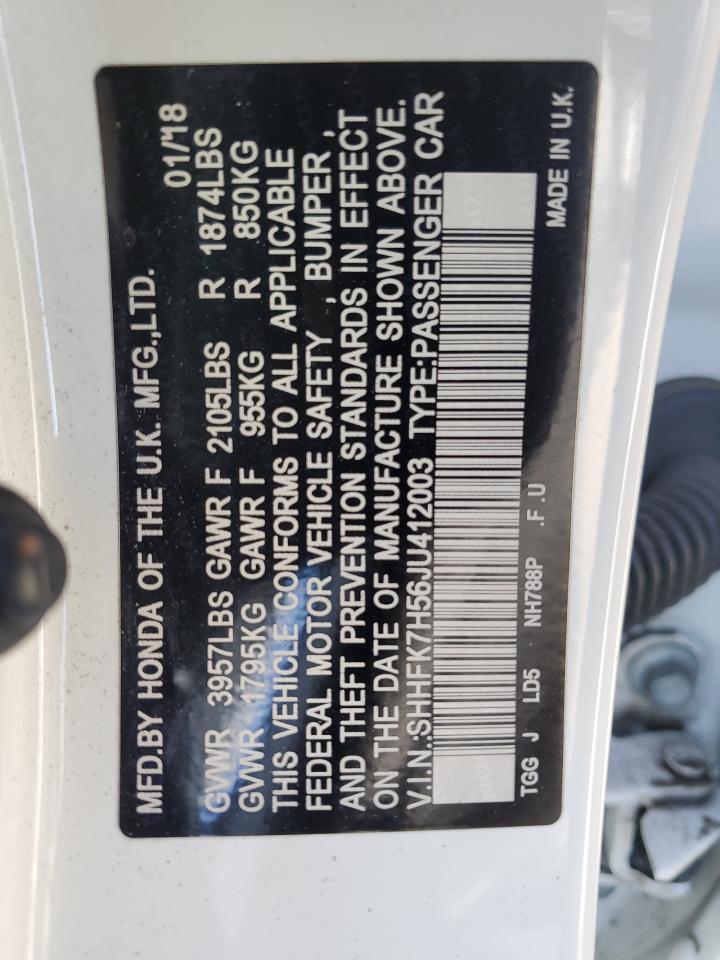 MFD.BY HONDA OF THE U.K. MFG.,LTD. 01/18
GVWR 3957LBS GAWR F 2105LBS R 1874LBS
GVWR 1795KG GAWR F 955KG R 850KG
THIS VEHICLE CONFORMS TO ALL APPLICABLE
FEDERAL MOTOR VEHICLE SAFETY , BUMPER ,
AND THEFT PREVENTION STANDARDS IN EFFECT
ON THE DATE OF MANUFACTURE SHOWN ABOVE.
V.I.N.:SHHFK7H56JU412003 TYPE:PASSENGER CAR
TGG J LD5 NH788P .F.U MADE IN U.K.